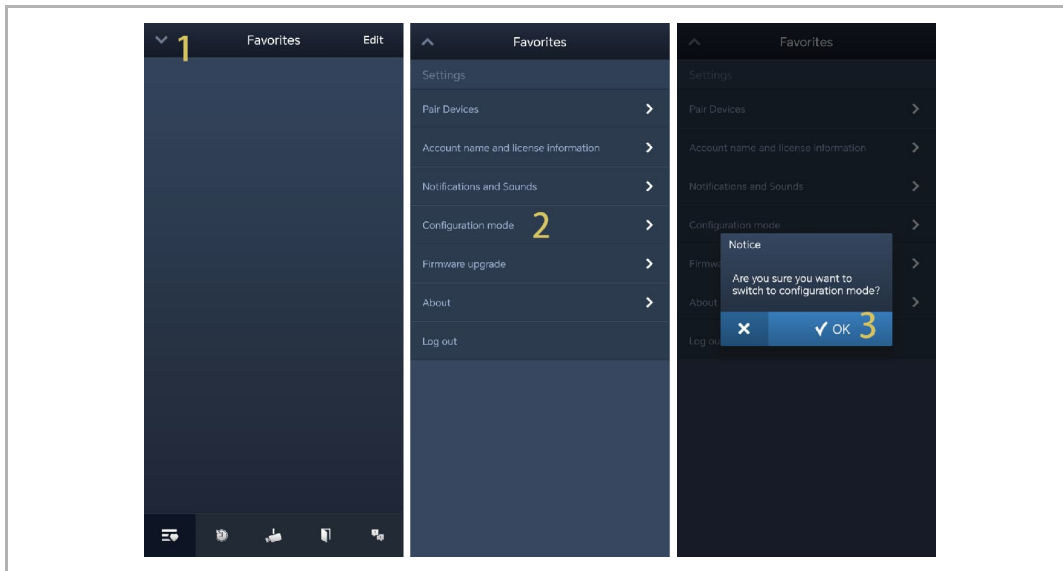 1
Favorites
Edit
Favorites
Settings
Pair Devices
Account name and license information
Notifications and Sounds
Configuration mode 2
Firmware upgrade
About
Log out
Favorites
Settings
Pair Devices
Account name and license information
Notifications and Sounds
Configuration mode
Notice
Firmw
Are you sure you want to
switch to configuration mode?
About
OK 3
Log ou